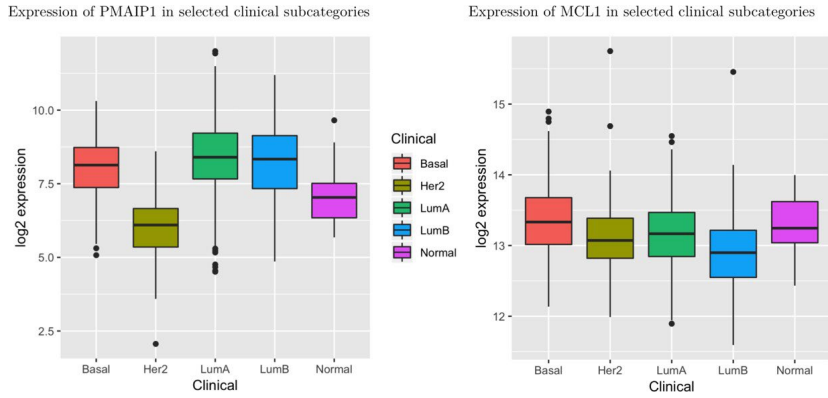 Expression of PMAIP1 in selected clinical subcategories
10.0
7.5
5.0
2.5
log2 expression
Basal Her2 LumA LumB Normal
Clinical
Clinical
Basal
Her2
LumA
LumB
Normal
Expression of MCL1 in selected clinical subcategories
15
14
13
12
log2 expression
Basal Her2 LumA LumB Normal
Clinical